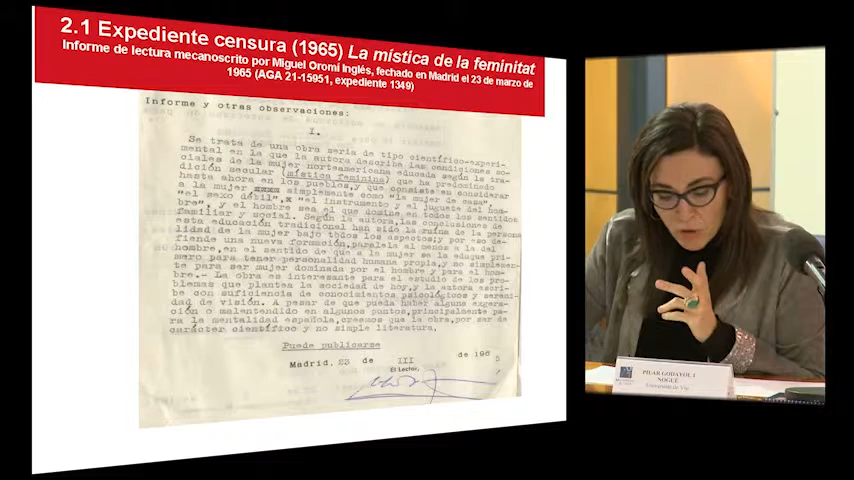 2.1 Expediente censura (1965) La mística de la feminitat
Informe de lectura mecanoscrito por Miguel Oromí Inglés, fechado en Madrid el 23 de marzo de
1965 (AGA 21-15951, expediente 1349)
Informe y otras observaciones:
I.
Se trata de una obra seria de tipo científico-experi-
mental en la que la autora describe las condiciones so-
ciales de la mujer norteamericana educada según la tra-
dición secular (mística feminina) que ha predominado
hasta ahora en los pueblos, y que consiste en considerar
a la mujer xxxx simplemente como "la mujer de casa",
"el sexo débil", x "el instrumento y el juguete del hom-
bre", y el hombre sea el que domine en todos los sentidos
familiar y social. Según la autora, las conclusiones de
esta educación tradicional han sido la ruina de la persona
lidad de la mujer bajo todos los aspectos; y por eso de-
fiende una nueva formación, paralela al menos a la del
hombre, en el sentido de que a la mujer se la eduque pri-
mero para tener personalidad humana propia, y no simplemen-
te para ser mujer dominada por el hombre y para el hom-
bre.- La obra es interesante para el estudio de los pro-
blemas que plantea la sociedad de hoy, y la autora escri-
be con suficiencia de conocimientos psicológicos y sereni-
dad de visión. A pesar de que pueda haber alguna exgera-
ción o malentendido en algunos puntos, principalmente pa-
ra la mentalidad española, creemos que la obra, por ser de
carácter científico y no simple literatura,
Puede publicarse
Madrid, 23 de III de 1965
El Lector,
PILAR GODAYOL I
NOGUÉ
Universitat de Vic